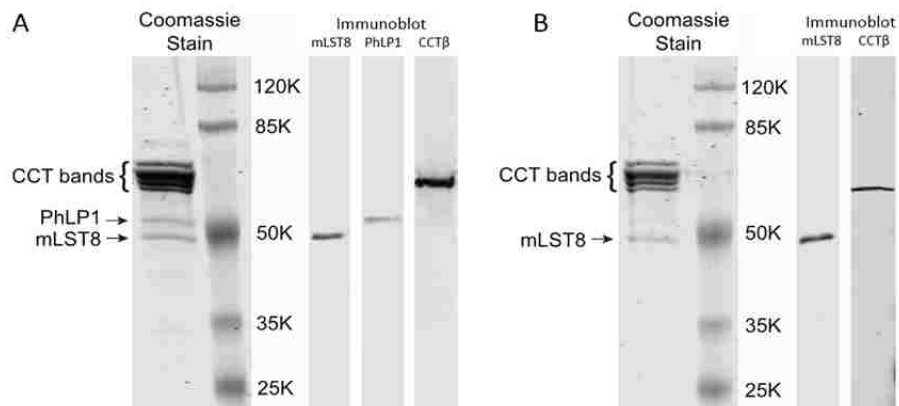 A
Coomassie
Stain
Immunoblot
mLST8 PhLP1 CCTβ
120K
85K
CCT bands
PhLP1
mLST8
50K
35K
25K
B
Coomassie
Stain
Immunoblot
mLST8 CCTβ
120K
85K
CCT bands
50K
mLST8
35K
25K